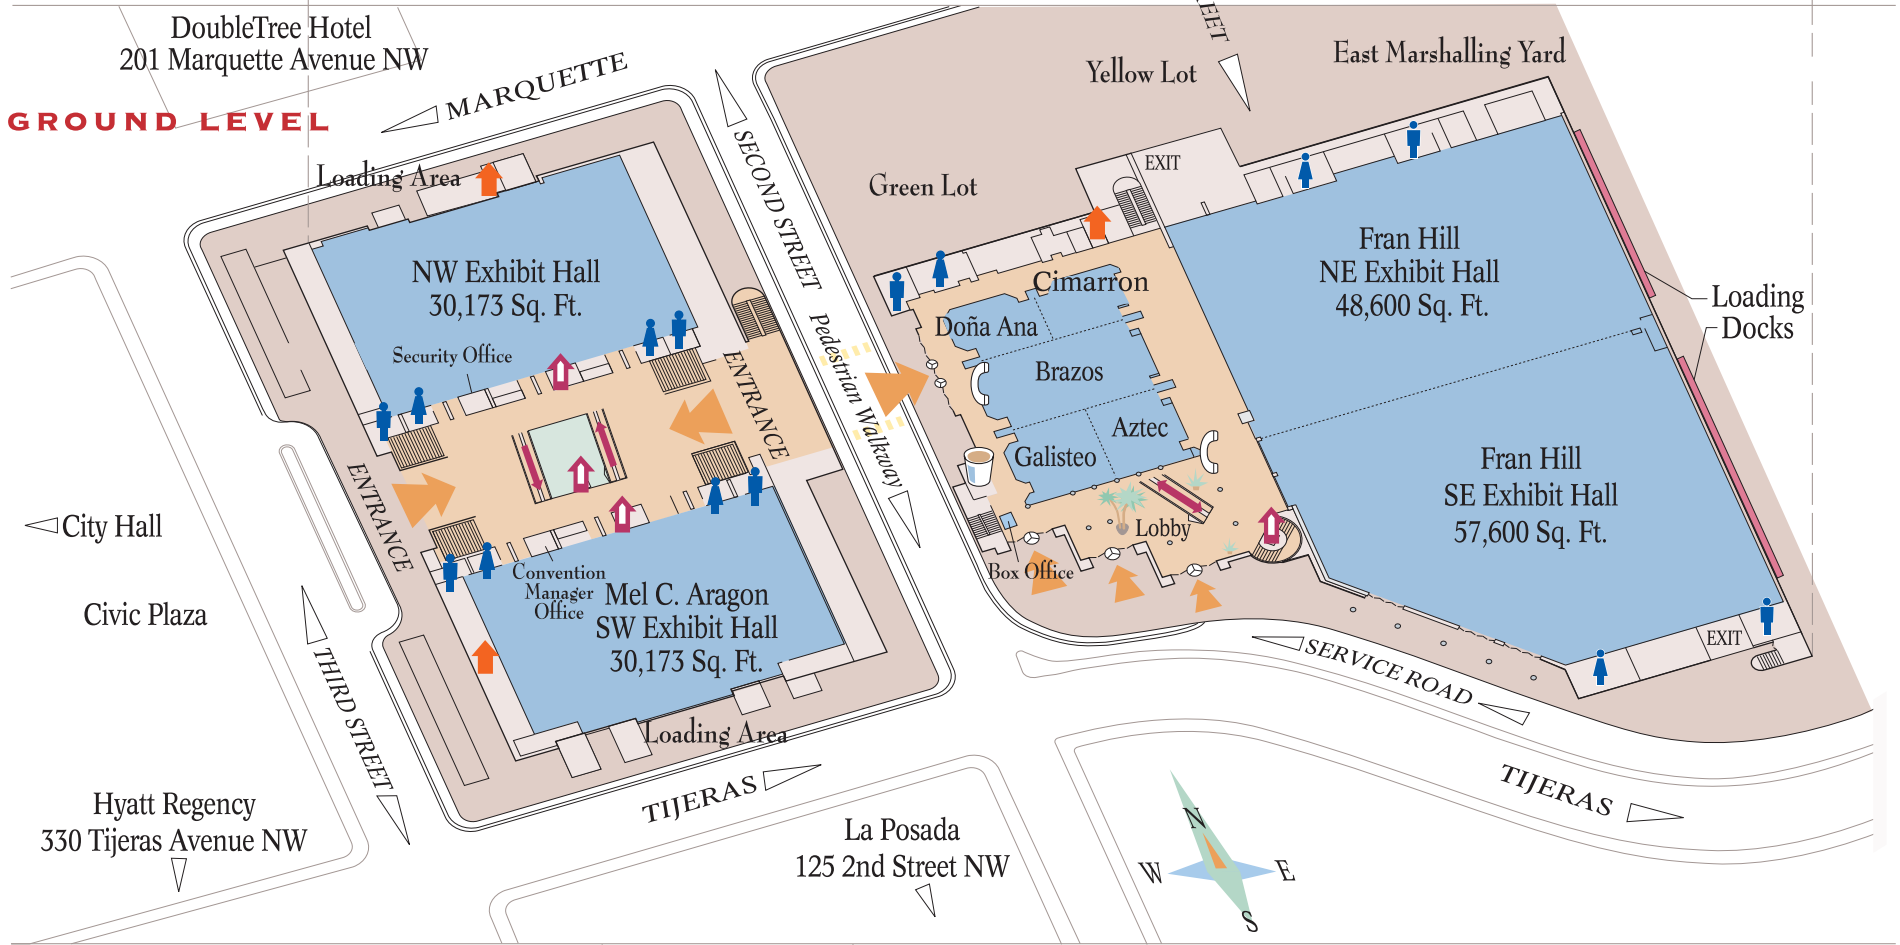 DoubleTree Hotel
201 Marquette Avenue NW
GROUND LEVEL
MARQUETTE
Loading Area
SECOND STREET
Pedestrian Walkway
EET
Yellow Lot
East Marshalling Yard
Green Lot
EXIT
NW Exhibit Hall
30,173 Sq. Ft.
Security Office
ENTRANCE
ENTRANCE
Cimarron
Doña Ana
Brazos
Aztec
Galisteo
Lobby
Box Office
Fran Hill
NE Exhibit Hall
48,600 Sq. Ft.
Loading
Docks
Fran Hill
SE Exhibit Hall
57,600 Sq. Ft.
EXIT
City Hall
Civic Plaza
Convention
Manager
Office
Mel C. Aragon
SW Exhibit Hall
30,173 Sq. Ft.
Loading Area
THIRD STREET
SERVICE ROAD
TIJERAS
TIJERAS
Hyatt Regency
330 Tijeras Avenue NW
La Posada
125 2nd Street NW
N
W
E
S